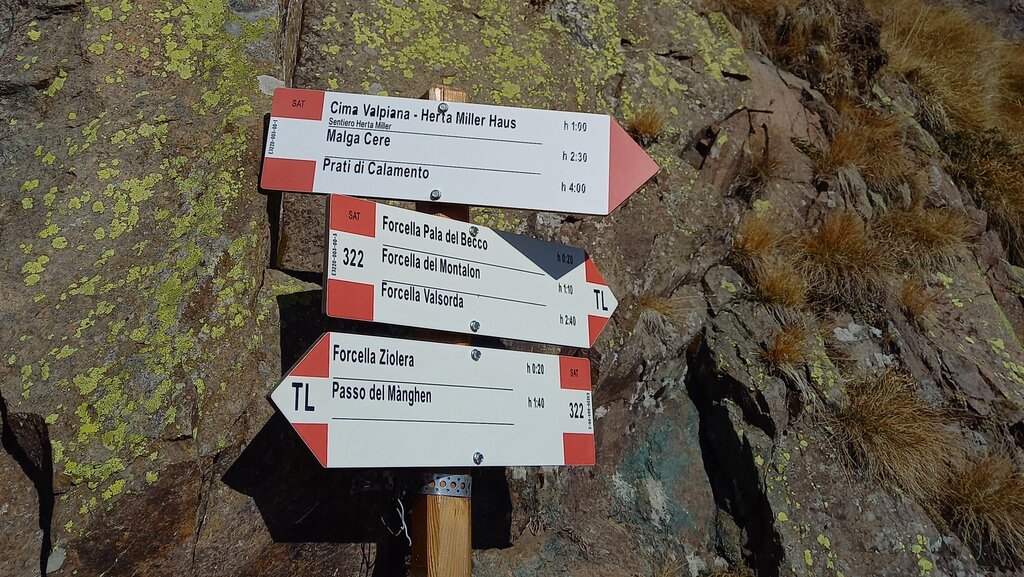 SAT
Cima Valpiana - Herta Miller Haus h 1:00
Sentiero Herta Miller
Malga Cere h 2:30
Prati di Calamento h 4:00
SAT
322
Forcella Pala del Becco h 0:20
Forcella del Montalon h 1:10
Forcella Valsorda h 2:40
TL
TL
Forcella Ziolera h 0:20
Passo del Mànghen h 1:40
SAT
322